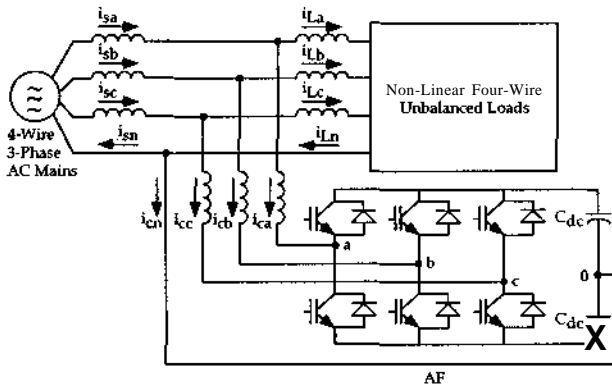 isa
iLa
isb
iLb
isc
iLc
isn
iLn
Non-Linear Four-Wire
Unbalanced Loads
4-Wire
3-Phase
AC Mains
icn
icc
icb
ica
a
b
c
Cdc
0
Cdc
X
AF